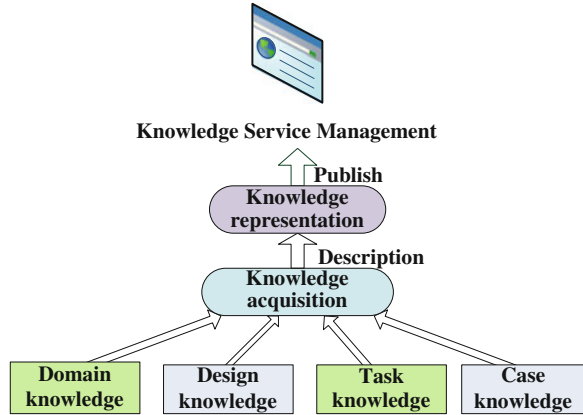 Knowledge Service Management
Publish
Knowledge
representation
Description
Knowledge
acquisition
Domain
knowledge
Design
knowledge
Task
knowledge
Case
knowledge